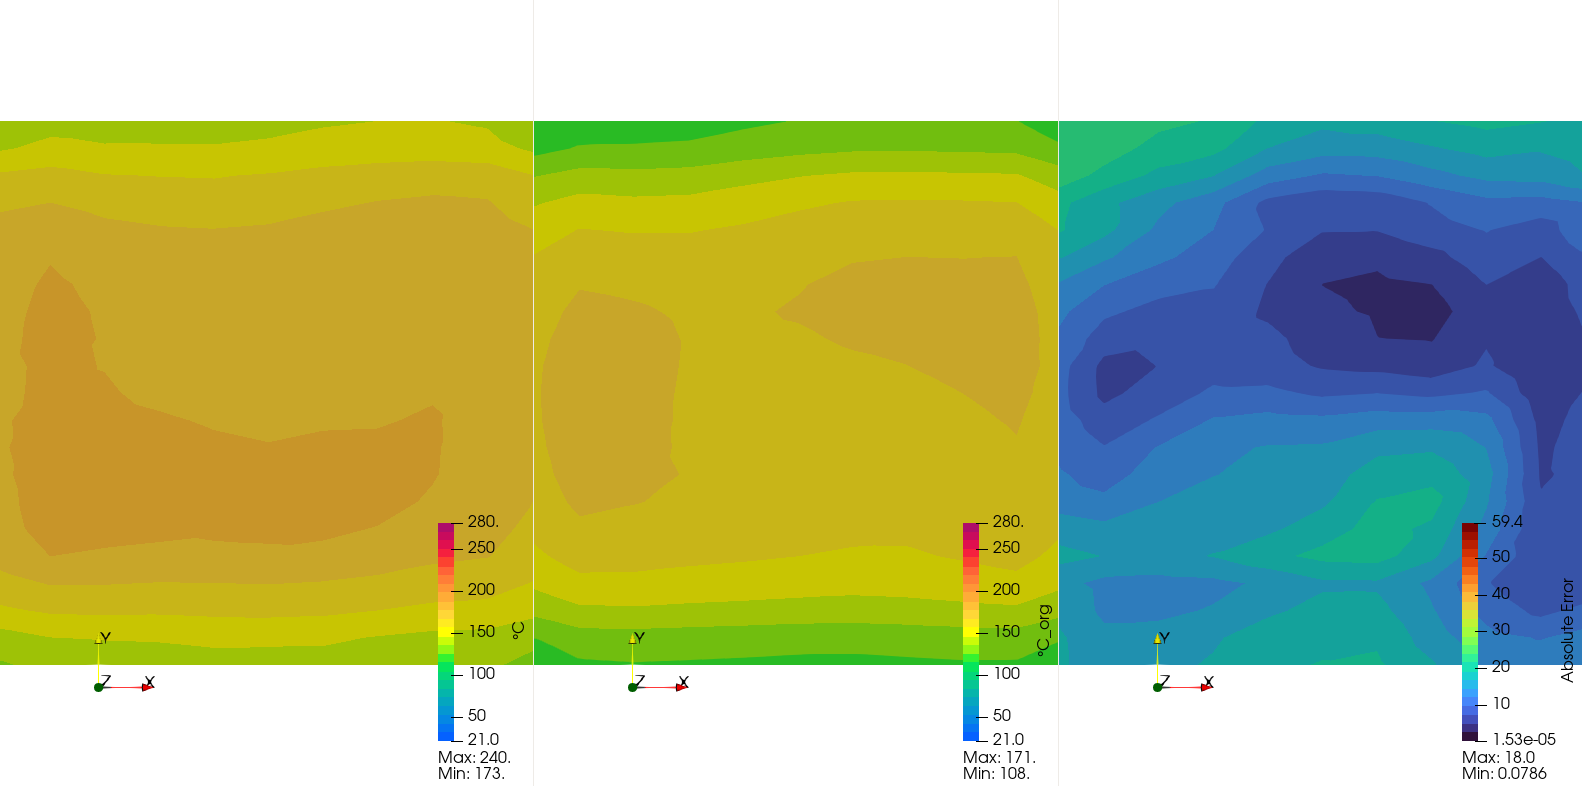 280.
250
200
150
100
50
21.0
°C
Max: 240.
Min: 173.
Y
Z
X
280.
250
200
150
100
50
21.0
°C_org
Max: 171.
Min: 108.
Y
Z
X
59.4
50
40
30
20
10
1.53e-05
Absolute Error
Max: 18.0
Min: 0.0786
Y
Z
X